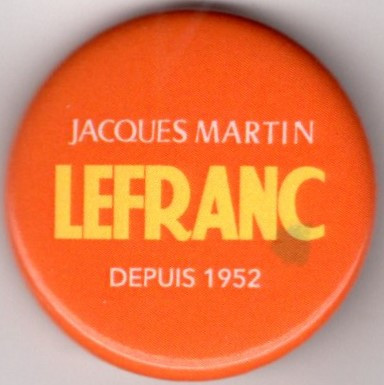 JACQUES MARTIN
LEFRANC
DEPUIS 1952